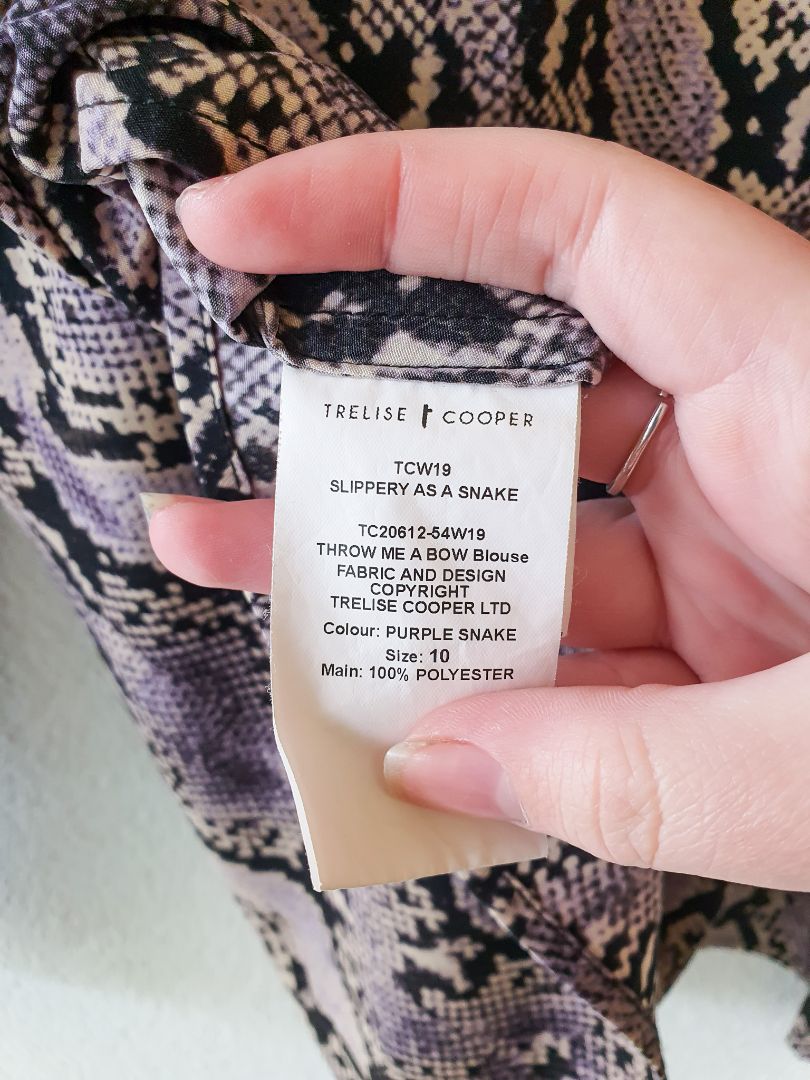 TRELISE COOPER
TCW19
SLIPPERY AS A SNAKE
TC20612-54W19
THROW ME A BOW Blouse
FABRIC AND DESIGN
COPYRIGHT
TRELISE COOPER LTD
Colour: PURPLE SNAKE
Size: 10
Main: 100% POLYESTER